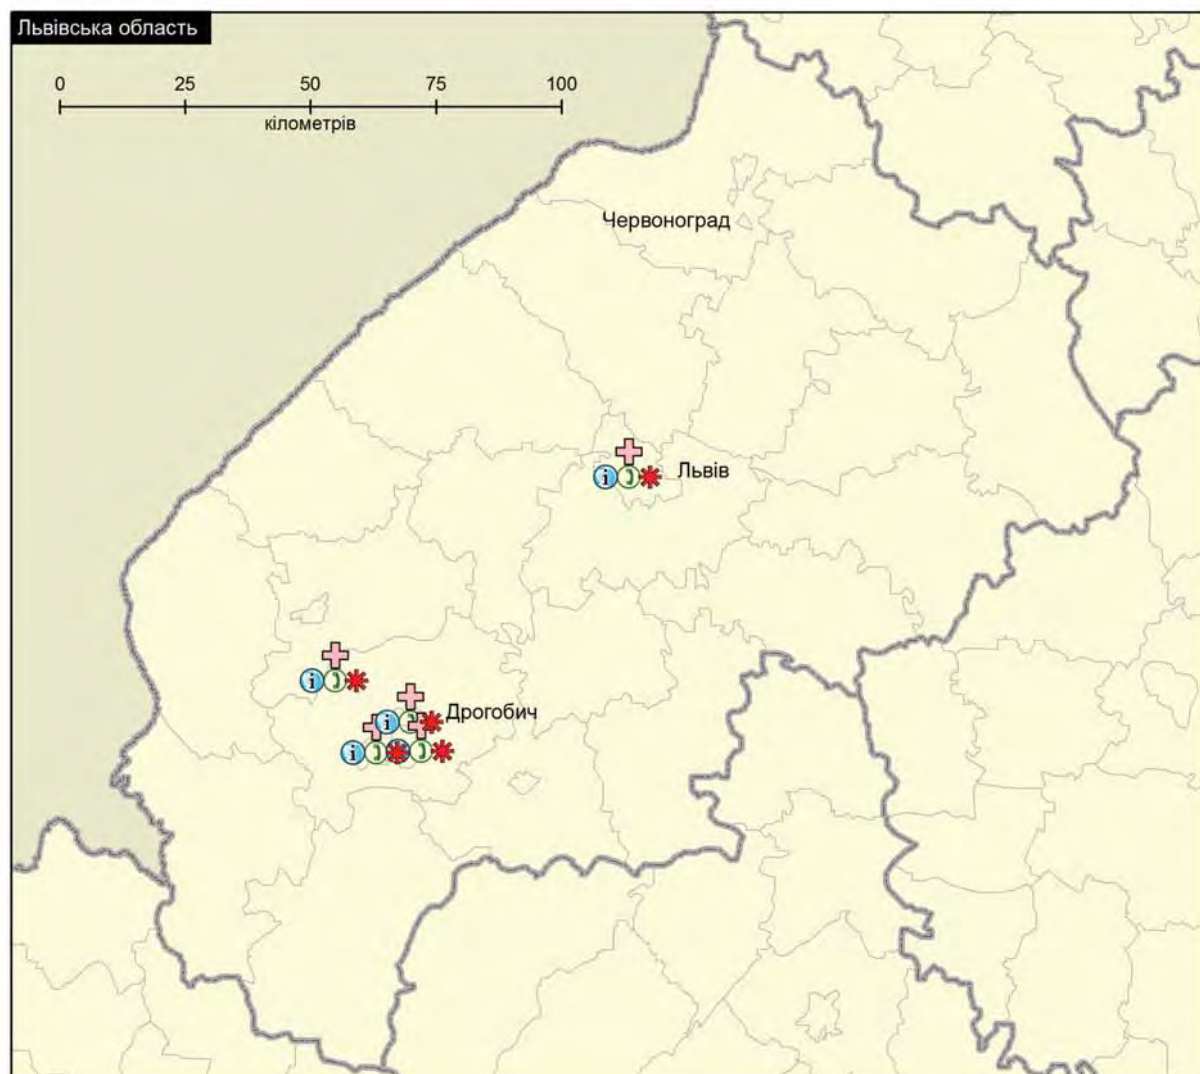 Львівська область
0 25 50 75 100
кілометрів
Червоноград
Львів
Дрогобич